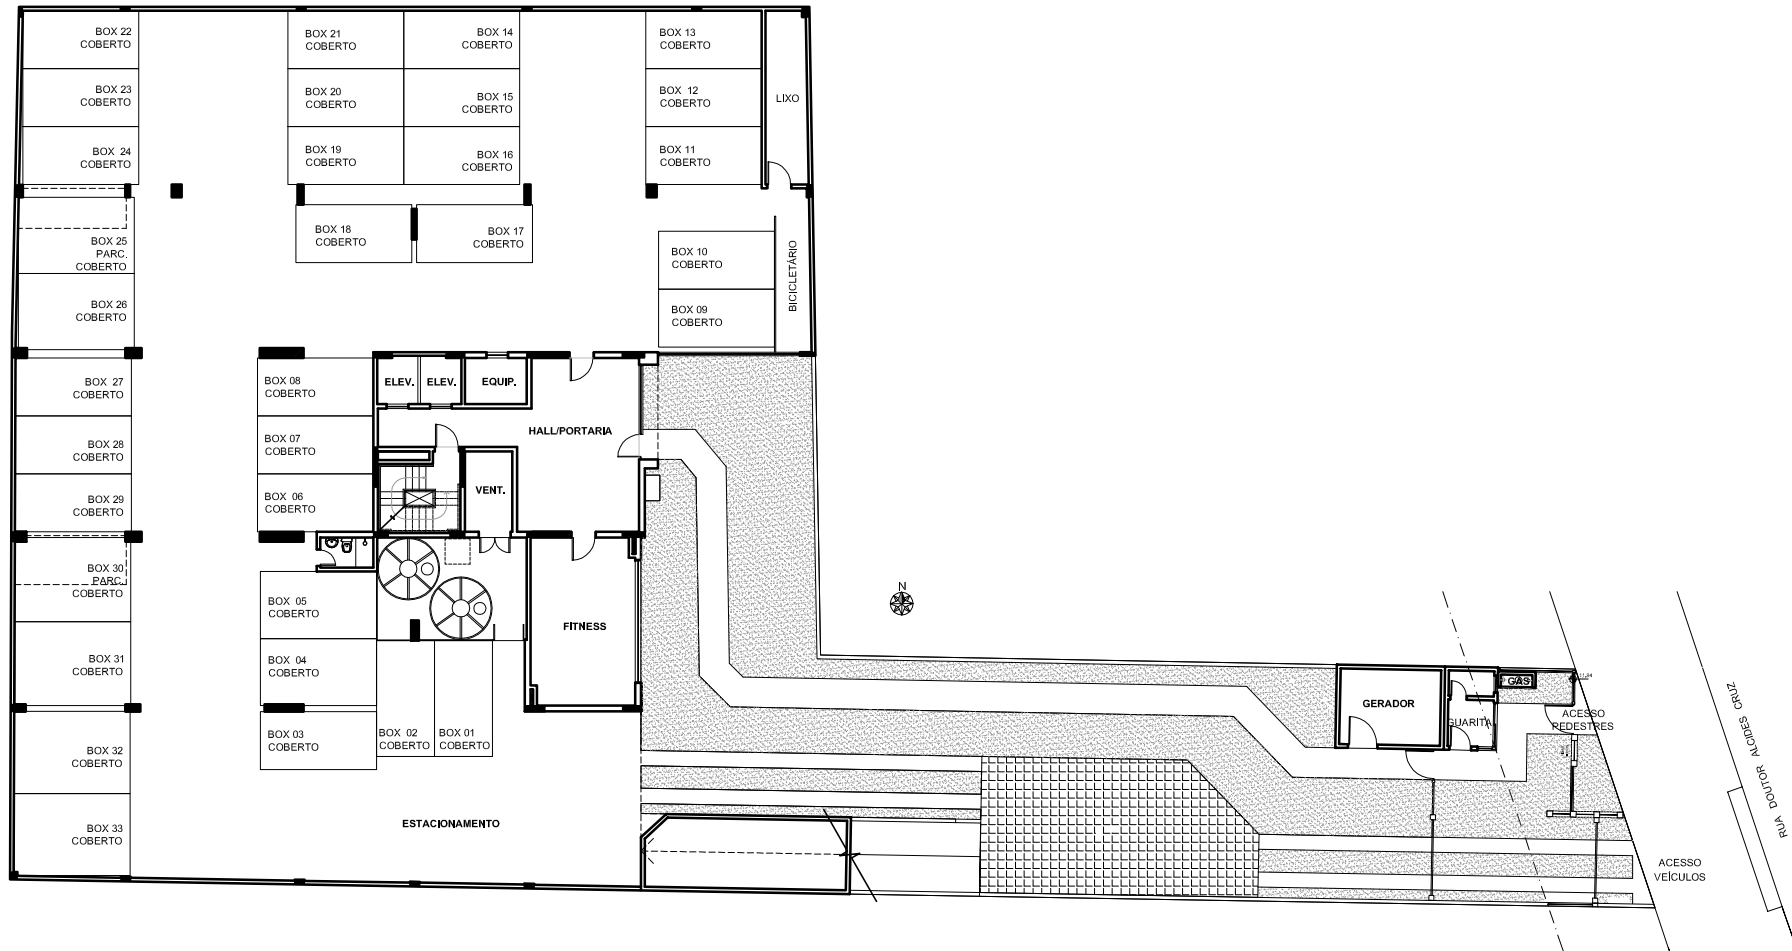 BOX 22
COBERTO
BOX 21
COBERTO
BOX 14
COBERTO
BOX 13
COBERTO
BOX 23
COBERTO
BOX 20
COBERTO
BOX 15
COBERTO
BOX 12
COBERTO
LIXO
BOX 24
COBERTO
BOX 19
COBERTO
BOX 16
COBERTO
BOX 11
COBERTO
BOX 25
PARC.
COBERTO
BOX 18
COBERTO
BOX 17
COBERTO
BOX 10
COBERTO
BICICLETÁRIO
BOX 26
COBERTO
BOX 09
COBERTO
BOX 27
COBERTO
BOX 08
COBERTO
ELEV.
ELEV.
EQUIP.
HALL/PORTARIA
BOX 28
COBERTO
BOX 07
COBERTO
BOX 29
COBERTO
BOX 06
COBERTO
VENT.
BOX 30
PARC.
COBERTO
BOX 05
COBERTO
N
FITNESS
BOX 31
COBERTO
BOX 04
COBERTO
GERADOR
GUARITA
GÁS
ACESSO
PEDESTRES
RUA DOUTOR ALCIDES CRUZ
BOX 32
COBERTO
BOX 03
COBERTO
BOX 02
COBERTO
BOX 01
COBERTO
BOX 33
COBERTO
ESTACIONAMENTO
ACESSO
VEÍCULOS